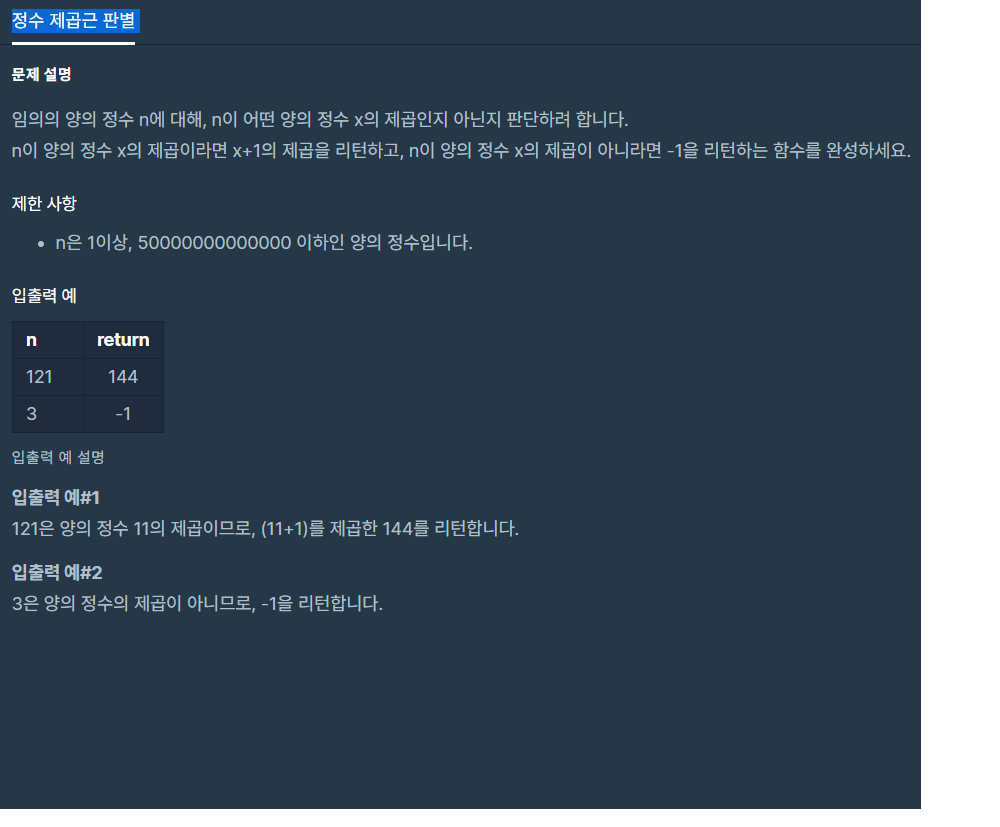 정수 제곱근 판별
문제 설명
임의의 양의 정수 n에 대해, n이 어떤 양의 정수 x의 제곱인지 아닌지 판단하려 합니다.
n이 양의 정수 x의 제곱이라면 x+1의 제곱을 리턴하고, n이 양의 정수 x의 제곱이 아니라면 -1을 리턴하는 함수를 완성하세요.
제한 사항
• n은 1이상, 50000000000000 이하인 양의 정수입니다.
입출력 예
n return
121 144
3 -1
입출력 예 설명
입출력 예#1
121은 양의 정수 11의 제곱이므로, (11+1)를 제곱한 144를 리턴합니다.
입출력 예#2
3은 양의 정수의 제곱이 아니므로, -1을 리턴합니다.